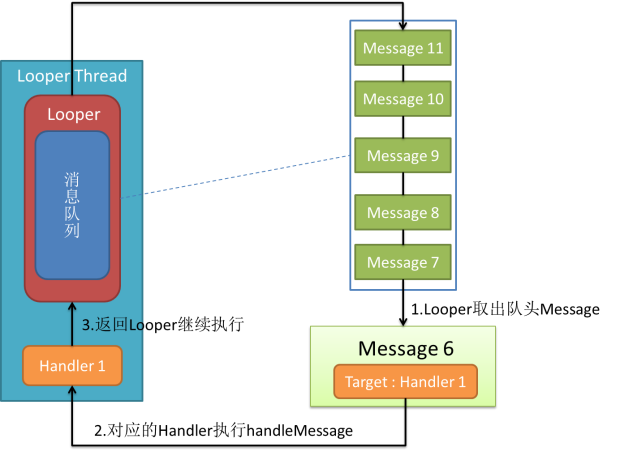 Looper Thread
Looper
消息队列
Message 11
Message 10
Message 9
Message 8
Message 7
1.Looper取出队头Message
Message 6
Target : Handler 1
2.对应的Handler执行handleMessage
Handler 1
3.返回Looper继续执行